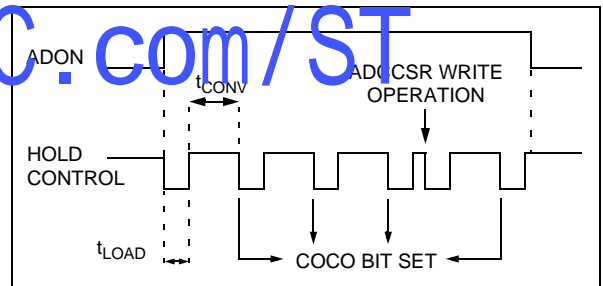 C.com/ST
ADON
tCONV
ADCCSR WRITE
OPERATION
HOLD
CONTROL
tLOAD
COCO BIT SET